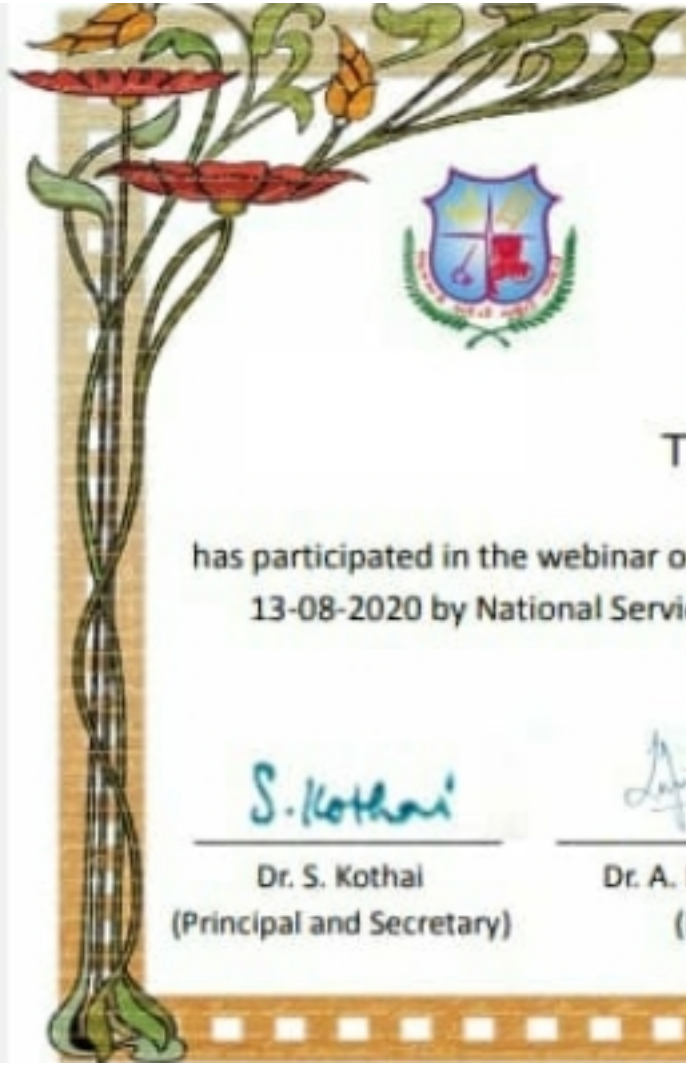 T
has participated in the webinar o
13-08-2020 by National Servi
S. Kothai
Dr. S. Kothai
Dr. A.
(Principal and Secretary)
(